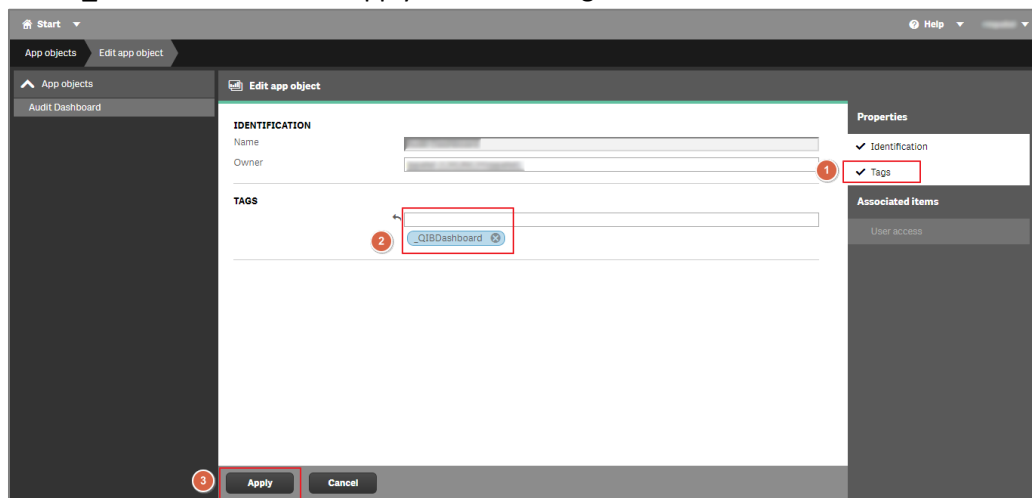 Start
Help
App objects
Edit app object
App objects
Audit Dashboard
Edit app object
IDENTIFICATION
Name
Owner
TAGS
2
_QIBDashboard
Properties
Identification
1
Tags
Associated items
User access
3
Apply
Cancel